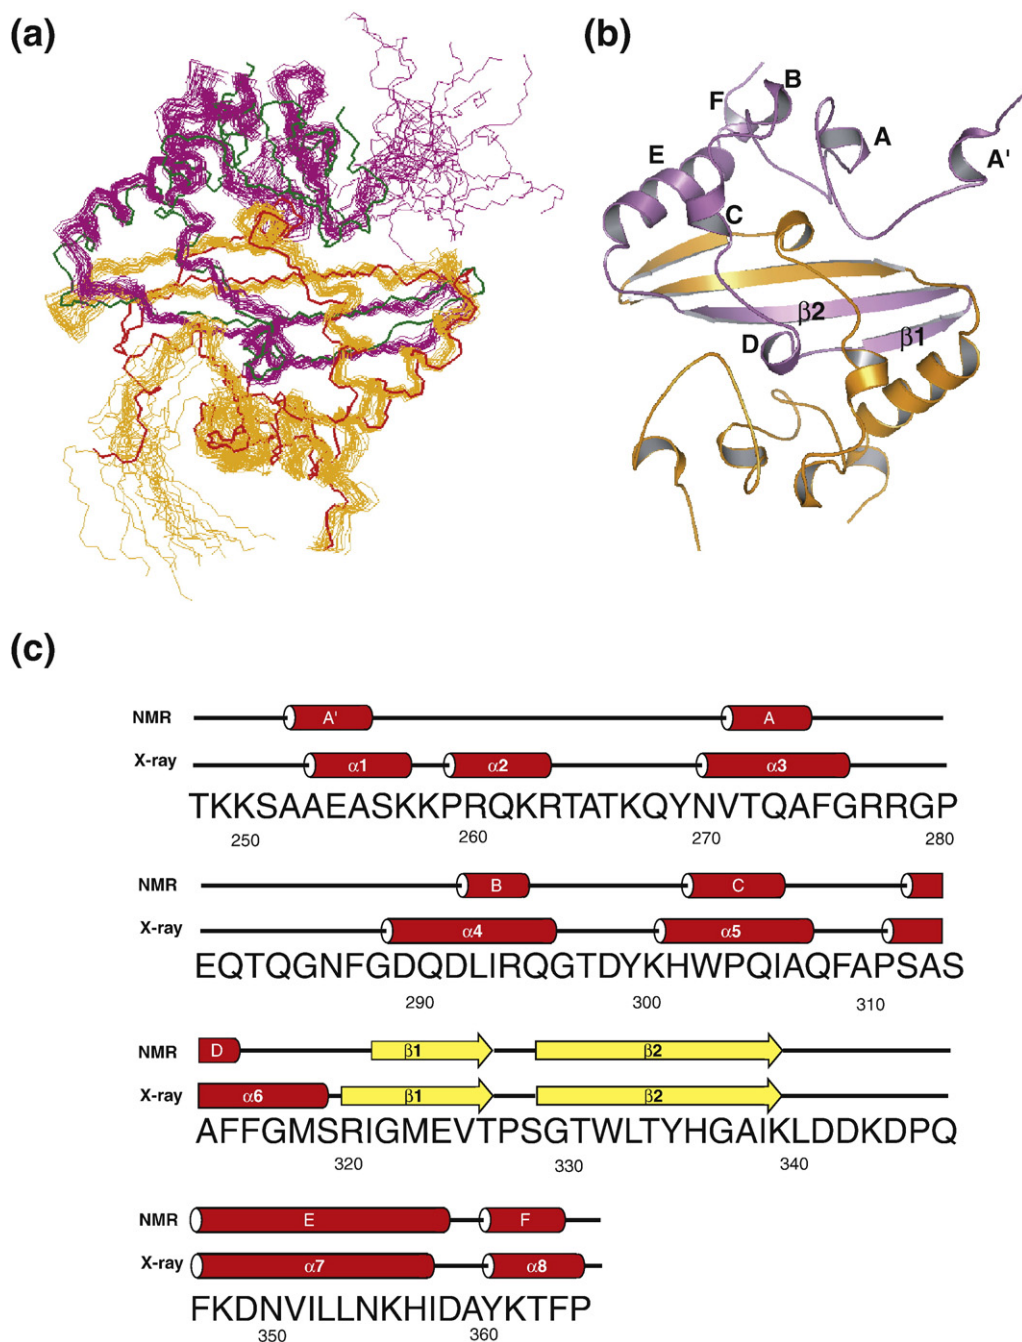 (a)
(b)
F
B
A
A'
E
C
β2
D
β1
(c)
NMR
A'
A
X-ray
α1
α2
α3
TKKSAAEASKKPRQKRTATKQYNVTQAFGRRGP
250
260
270
280
NMR
B
C
X-ray
α4
α5
EQTQGNFGDQDLIRQGTDYKHWPQIAQFAPSAS
290
300
310
NMR
D
β1
β2
X-ray
α6
β1
β2
AFFGMSRIGMEVTPSGTWLTYHGAIKLDDKDPQ
320
330
340
NMR
E
F
X-ray
α7
α8
FKDNVILLNKHIDAYKTFP
350
360